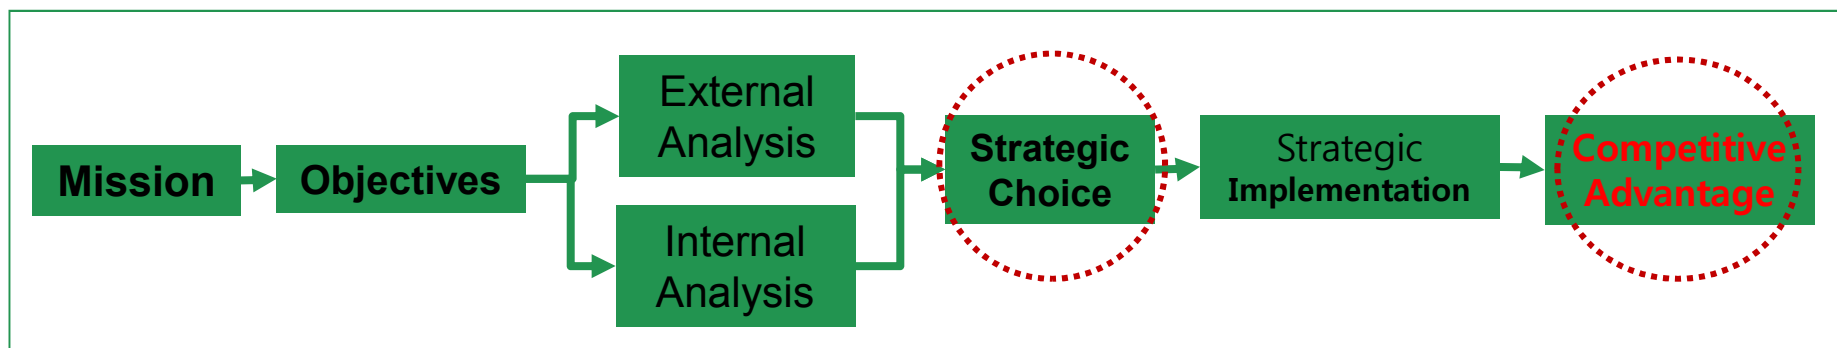 Mission
Objectives
External
Analysis
Internal
Analysis
Strategic
Choice
Strategic
Implementation
Competitive
Advantage